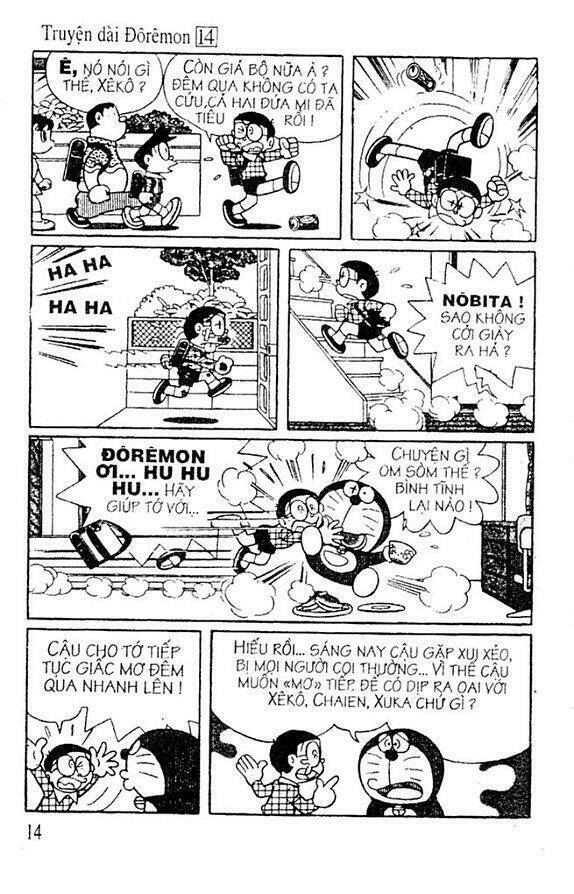 Truyện dài Đôrêmon 14
Ê, NÓ NÓI GÌ
THẾ, XÊKÔ ?
CÒN GIẢ BỘ NỮA À ?
ĐÊM QUA KHÔNG CÓ TA
CỨU, CẢ HAI ĐỨA MI ĐÃ
TIÊU RỒI !
HA HA
HA HA
NÔBITA !
SAO KHÔNG
CỞI GIÀY
RA HẢ ?
ĐÔRÊMON
ƠI... HU HU
HU... HÃY
GIÚP TỚ VỚI...
CHUYỆN GÌ
OM SÒM THẾ ?
BÌNH TĨNH
LẠI NÀO !
CẬU CHO TỚ TIẾP
TỤC GIẤC MƠ ĐÊM
QUA NHANH LÊN !
HIỂU RỒI... SÁNG NAY CẬU GẶP XUI XẺO,
BỊ MỌI NGƯỜI COI THƯỜNG... VÌ THẾ CẬU
MUỐN «MƠ» TIẾP, ĐỂ CÓ DỊP RA OAI VỚI
XÊKÔ, CHAIEN, XUKA CHỨ GÌ ?
14